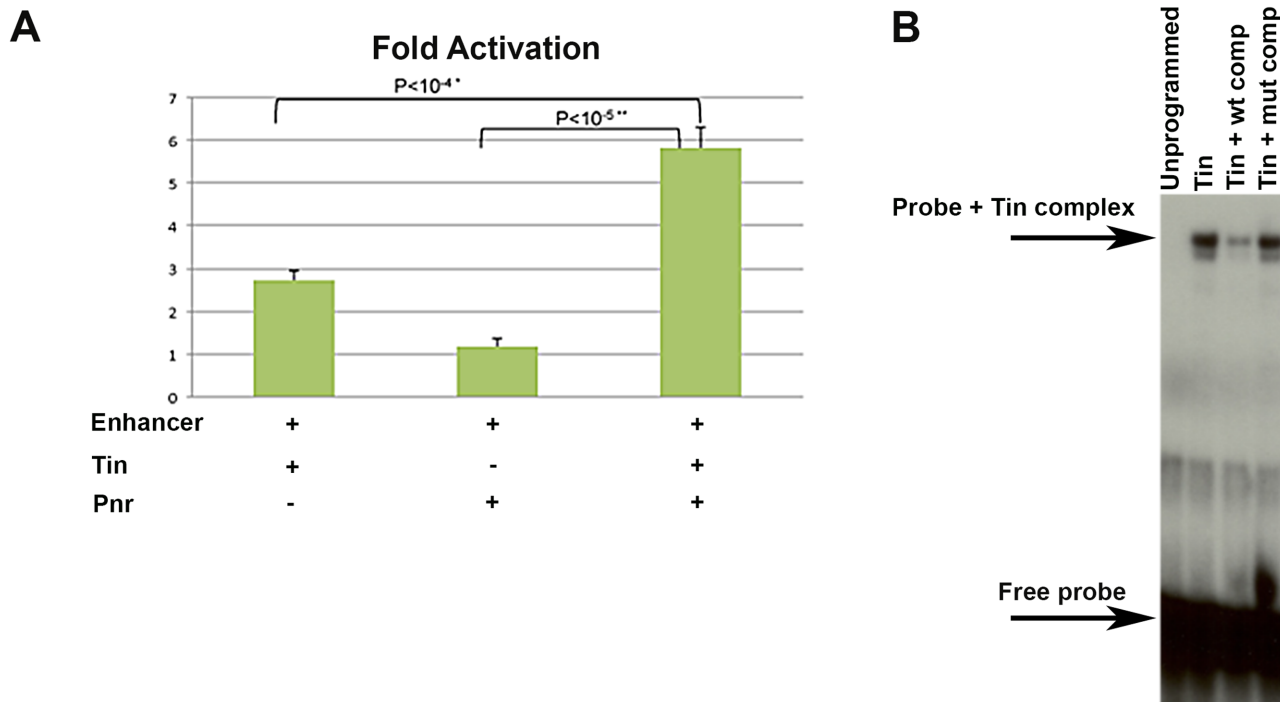 A
Fold Activation
P<10-4 *
P<10-5 **
7
6
5
4
3
2
1
0
Enhancer + + +
Tin + - +
Pnr - + +
B
Unprogrammed
Tin
Tin + wt comp
Tin + mut comp
Probe + Tin complex
Free probe